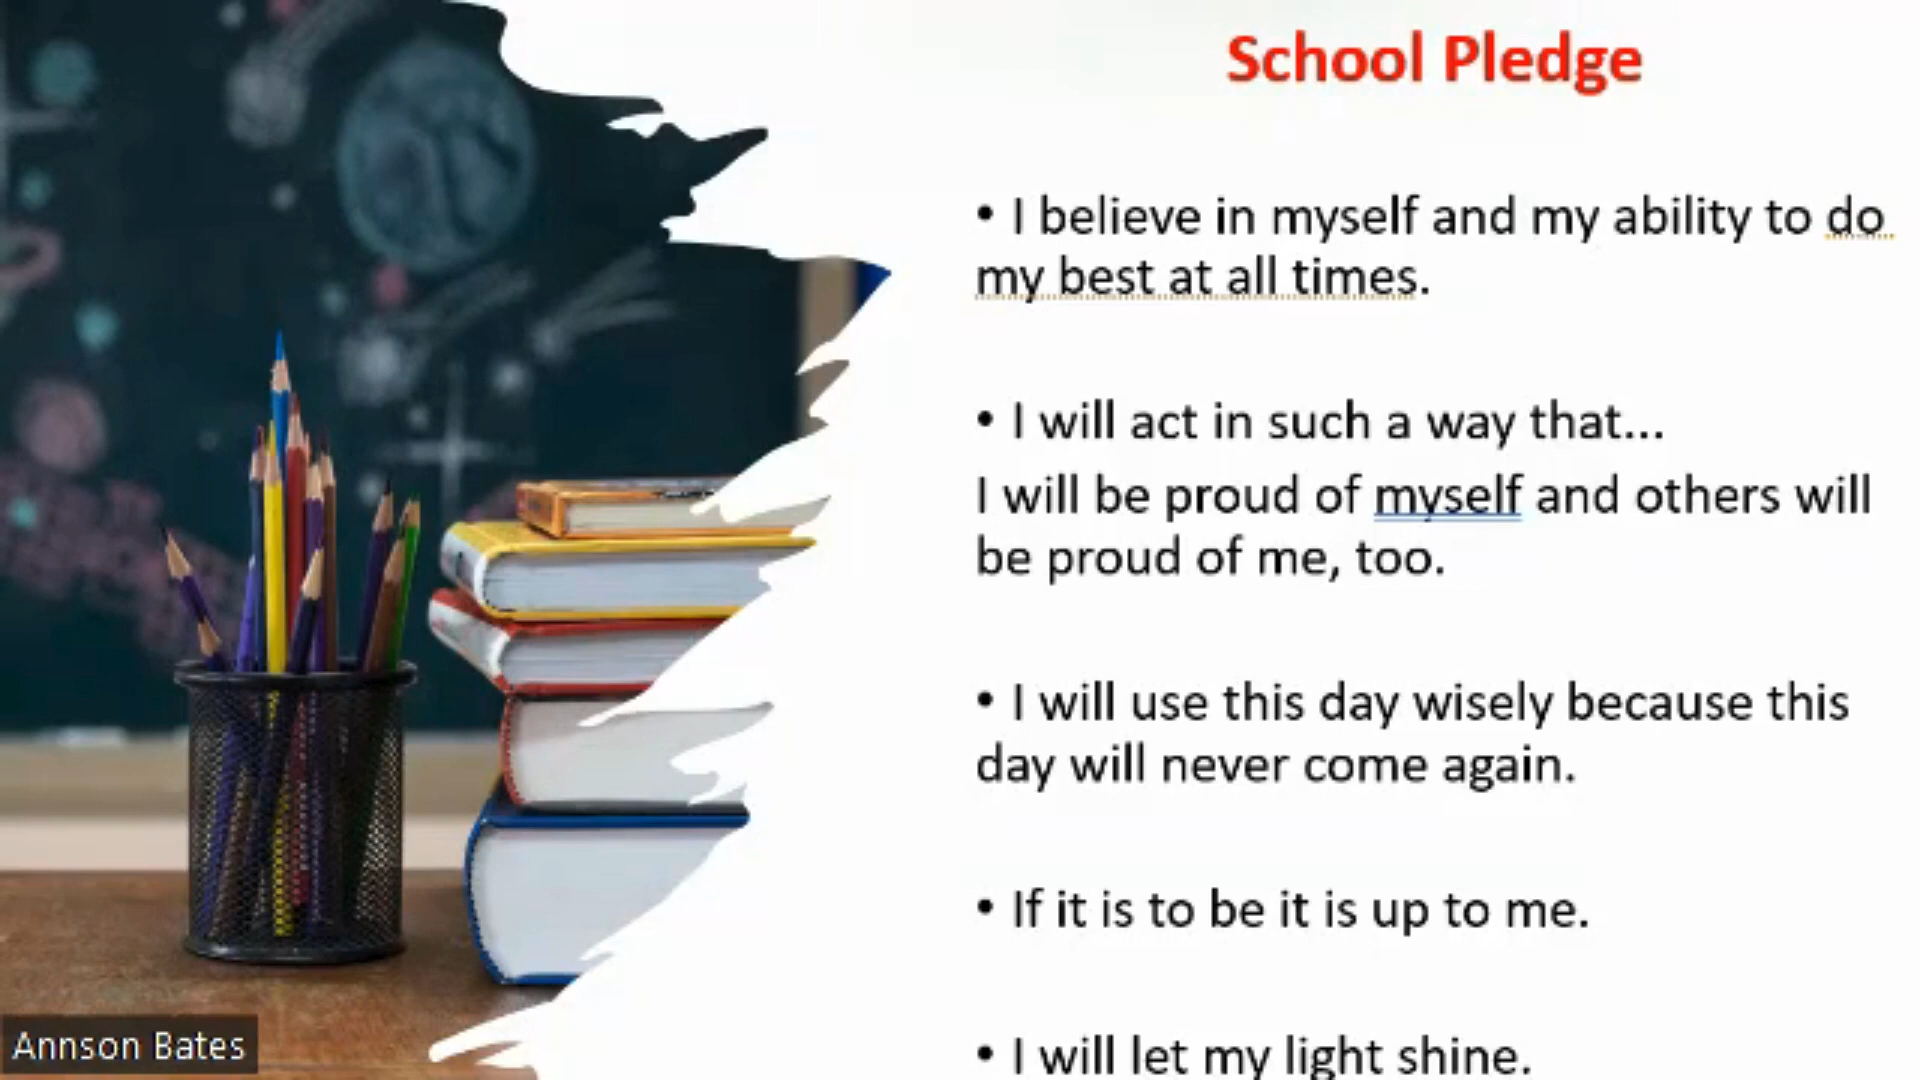 School Pledge
• I believe in myself and my ability to do
my best at all times.
• I will act in such a way that...
I will be proud of myself and others will
be proud of me, too.
• I will use this day wisely because this
day will never come again.
• If it is to be it is up to me.
• I will let my light shine.
Annson Bates